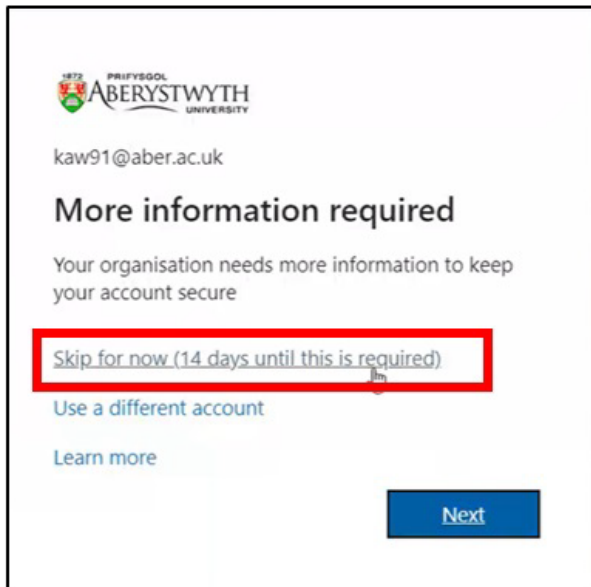 1872
PRIFYSGOL
ABERYSTWYTH
UNIVERSITY
kaw91@aber.ac.uk
More information required
Your organisation needs more information to keep
your account secure
Skip for now (14 days until this is required)
Use a different account
Learn more
Next